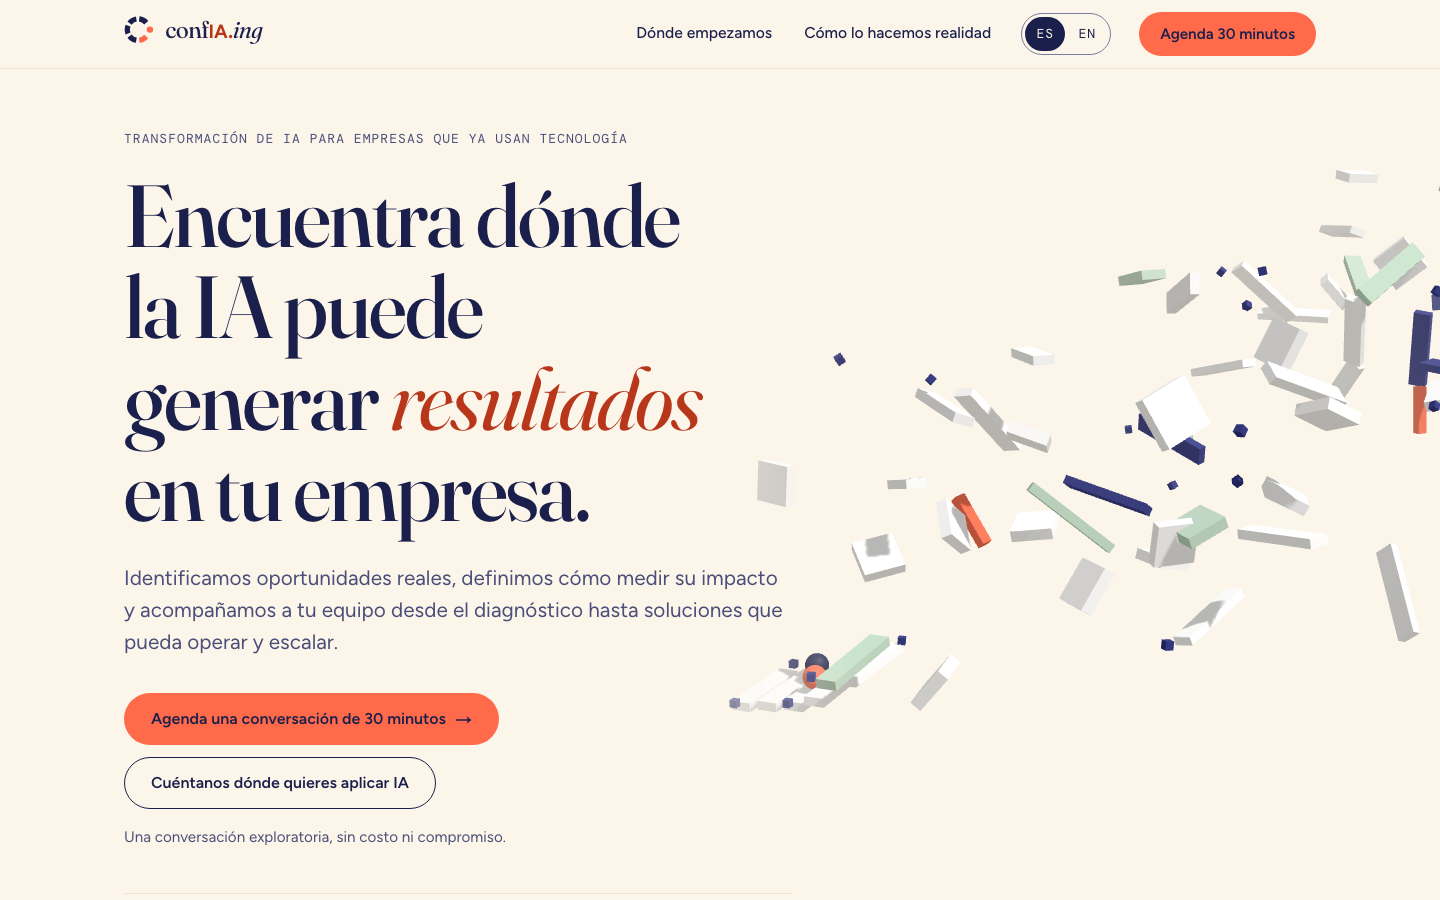 confIA.ing
Dónde empezamos
Cómo lo hacemos realidad
ES
EN
Agenda 30 minutos
TRANSFORMACIÓN DE IA PARA EMPRESAS QUE YA USAN TECNOLOGÍA
Encuentra dónde
la IA puede
generar resultados
en tu empresa.
Identificamos oportunidades reales, definimos cómo medir su impacto
y acompañamos a tu equipo desde el diagnóstico hasta soluciones que
pueda operar y escalar.
Agenda una conversación de 30 minutos →
Cuéntanos dónde quieres aplicar IA
Una conversación exploratoria, sin costo ni compromiso.